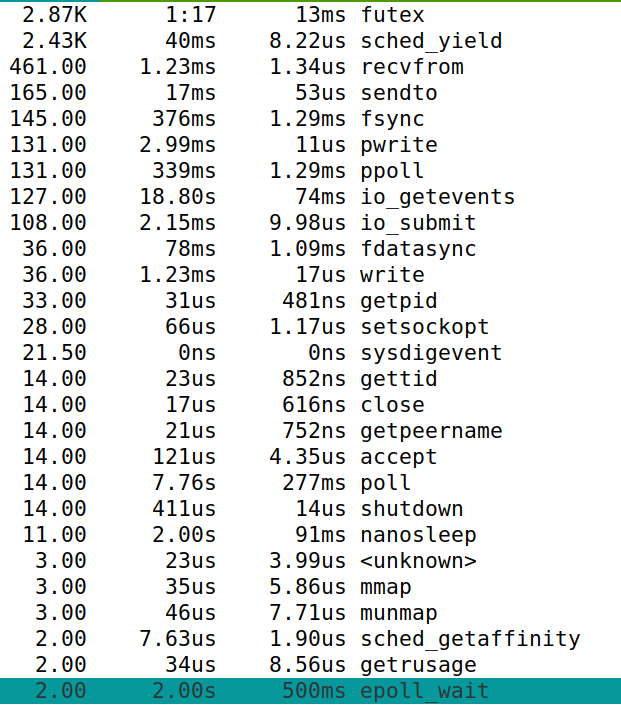 2.87K 1:17 13ms futex
2.43K 40ms 8.22us sched_yield
461.00 1.23ms 1.34us recvfrom
165.00 17ms 53us sendto
145.00 376ms 1.29ms fsync
131.00 2.99ms 11us pwrite
131.00 339ms 1.29ms ppoll
127.00 18.80s 74ms io_getevents
108.00 2.15ms 9.98us io_submit
36.00 78ms 1.09ms fdatasync
36.00 1.23ms 17us write
33.00 31us 481ns getpid
28.00 66us 1.17us setsockopt
21.50 0ns 0ns sysdigevent
14.00 23us 852ns gettid
14.00 17us 616ns close
14.00 21us 752ns getpeername
14.00 121us 4.35us accept
14.00 7.76s 277ms poll
14.00 411us 14us shutdown
11.00 2.00s 91ms nanosleep
3.00 23us 3.99us <unknown>
3.00 35us 5.86us mmap
3.00 46us 7.71us munmap
2.00 7.63us 1.90us sched_getaffinity
2.00 34us 8.56us getrusage
2.00 2.00s 500ms epoll_wait